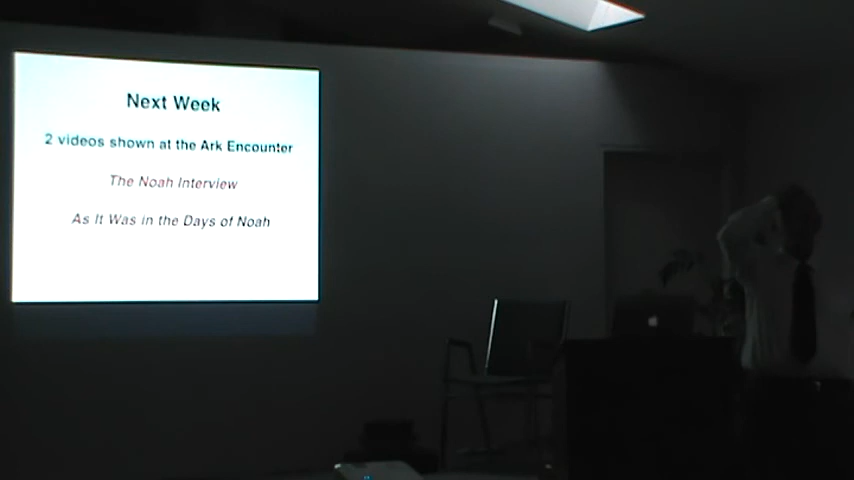 Next Week
2 videos shown at the Ark Encounter
The Noah Interview
As It Was in the Days of Noah